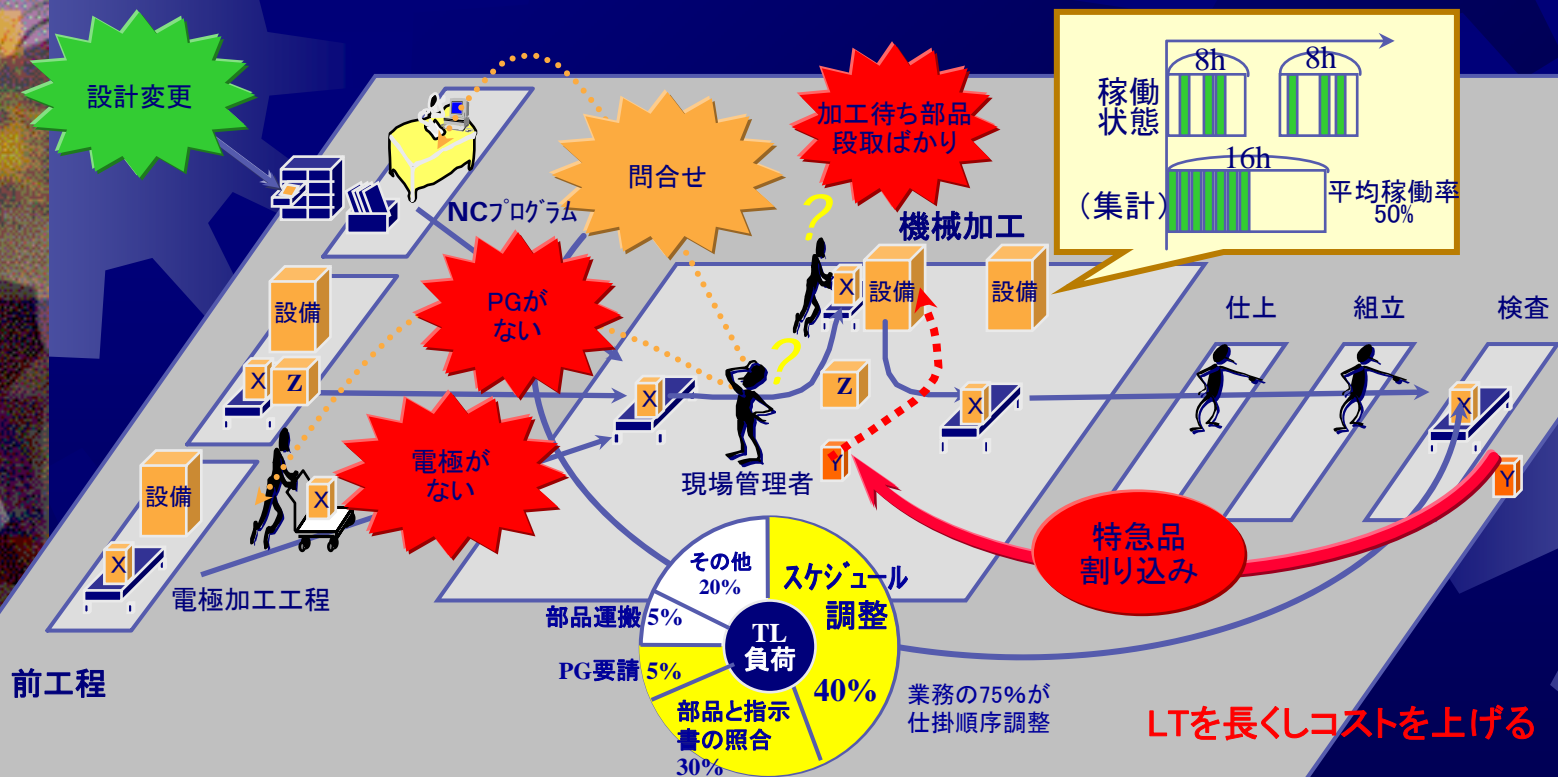 設計変更
NCプログラム
問合せ
加工待ち部品
段取ばかり
8h
8h
稼働
状態
16h
(集計)
平均稼働率
50%
機械加工
?
?
設備
X
Z
PGが
ない
X
設備
設備
仕上
組立
検査
X
Z
X
X
現場管理者
Y
Y
電極が
ない
設備
X
X
電極加工工程
前工程
特急品
割り込み
その他
20%
スケジュール
調整
40%
部品運搬 5%
TL
負荷
PG要請 5%
部品と指示
書の照合
30%
業務の75%が
仕掛順序調整
LTを長くしコストを上げる